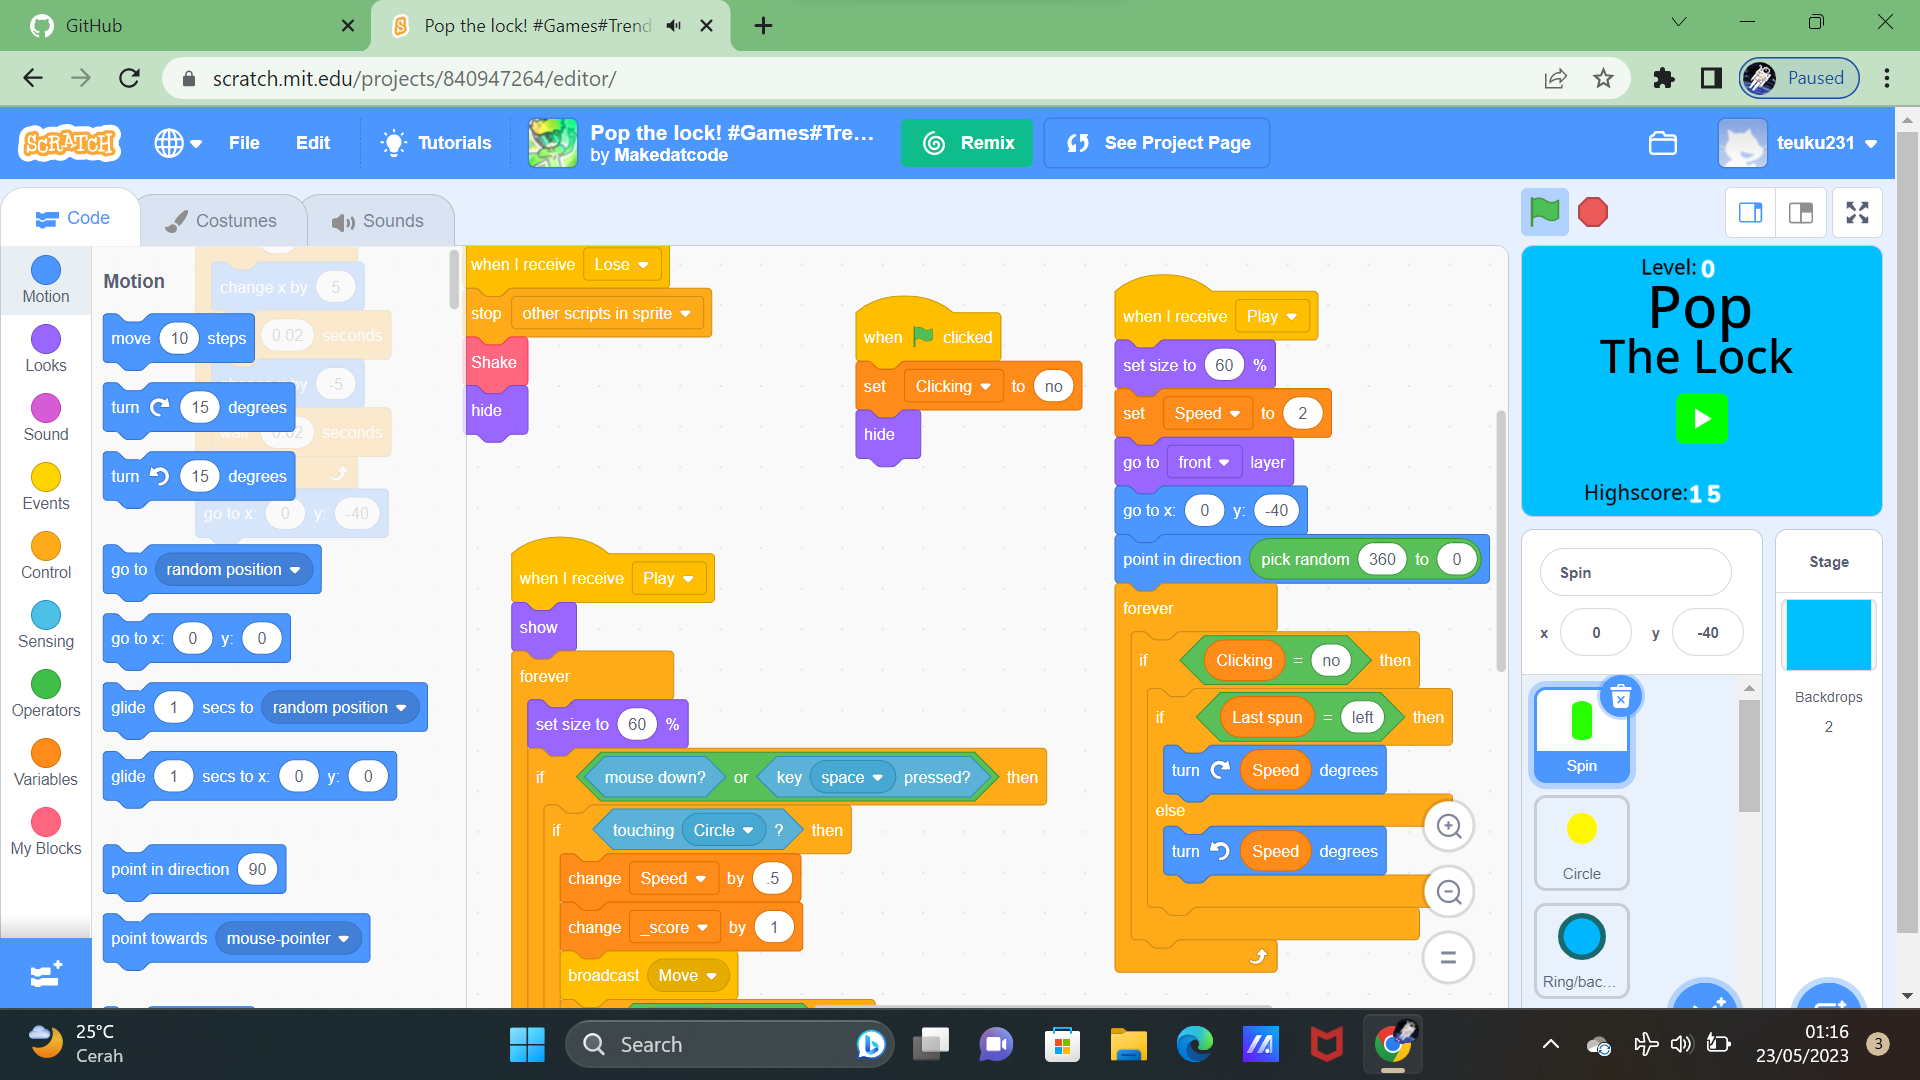 GitHub
Pop the lock! #Games#Trend
scratch.mit.edu/projects/840947264/editor/
Paused
SCRATCH
File
Edit
Tutorials
Pop the lock! #Games#Tre...
by Makedatcode
Remix
See Project Page
teuku231
Code
Costumes
Sounds
Motion
Looks
Sound
Events
Control
Sensing
Operators
Variables
My Blocks
Motion
change x by 5
move 10 steps
0.02 seconds
by -5
turn 15 degrees
wait 0.02 seconds
turn 15 degrees
go to x: 0 y: -40
go to random position
go to x: 0 y: 0
glide 1 secs to random position
glide 1 secs to x: 0 y: 0
point in direction 90
point towards mouse-pointer
when I receive Lose
stop other scripts in sprite
Shake
hide
when clicked
set Clicking to no
hide
when I receive Play
show
forever
set size to 60 %
if mouse down? or key space pressed? then
if touching Circle ? then
change Speed by .5
change _score by 1
broadcast Move
when I receive Play
set size to 60 %
set Speed to 2
go to front layer
go to x: 0 y: -40
point in direction pick random 360 to 0
forever
if Clicking = no then
if Last spun = left then
turn Speed degrees
else
turn Speed degrees
Level: 0
Pop
The Lock
Highscore:15
Spin
x 0 y -40
Stage
Backdrops
2
Spin
Circle
Ring/bac...
25°C
Cerah
Search
01:16
23/05/2023
3